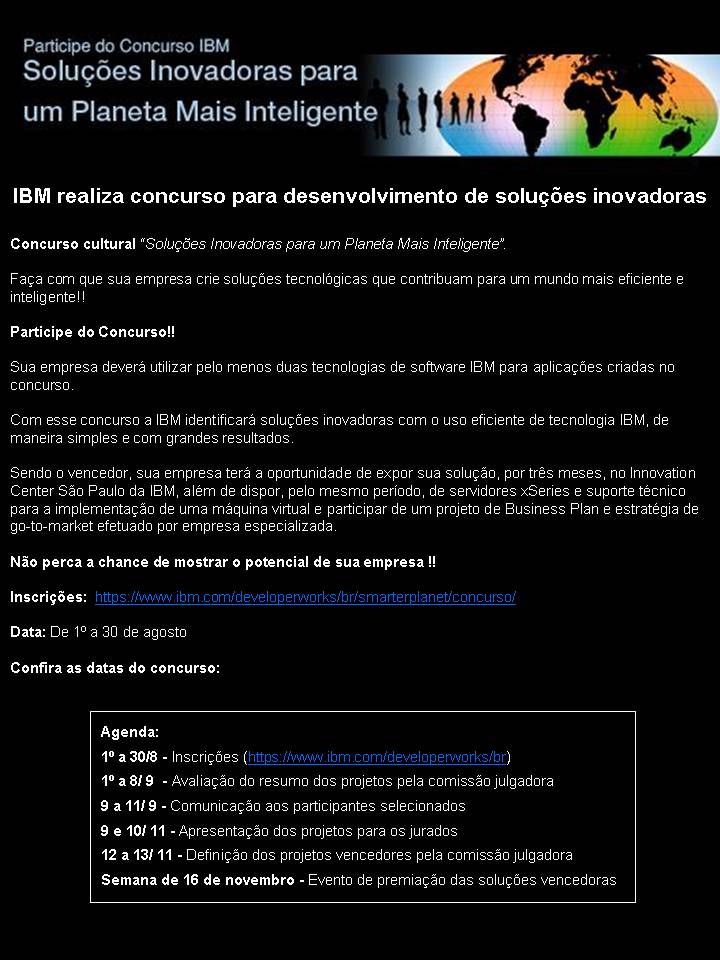 Participe do Concurso IBM
Soluções Inovadoras para
um Planeta Mais Inteligente
IBM realiza concurso para desenvolvimento de soluções inovadoras
Concurso cultural “Soluções Inovadoras para um Planeta Mais Inteligente”.
Faça com que sua empresa crie soluções tecnológicas que contribuam para um mundo mais eficiente e
inteligente!!
Participe do Concurso!!
Sua empresa deverá utilizar pelo menos duas tecnologias de software IBM para aplicações criadas no
concurso.
Com esse concurso a IBM identificará soluções inovadoras com o uso eficiente de tecnologia IBM, de
maneira simples e com grandes resultados.
Sendo o vencedor, sua empresa terá a oportunidade de expor sua solução, por três meses, no Innovation
Center São Paulo da IBM, além de dispor, pelo mesmo período, de servidores xSeries e suporte técnico
para a implementação de uma máquina virtual e participar de um projeto de Business Plan e estratégia de
go-to-market efetuado por empresa especializada.
Não perca a chance de mostrar o potencial de sua empresa !!
Inscrições: https://www.ibm.com/developerworks/br/smarterplanet/concurso/
Data: De 1º a 30 de agosto
Confira as datas do concurso:
Agenda:
1º a 30/8 - Inscrições (https://www.ibm.com/developerworks/br)
1º a 8/ 9 - Avaliação do resumo dos projetos pela comissão julgadora
9 a 11/ 9 - Comunicação aos participantes selecionados
9 e 10/ 11 - Apresentação dos projetos para os jurados
12 a 13/ 11 - Definição dos projetos vencedores pela comissão julgadora
Semana de 16 de novembro - Evento de premiação das soluções vencedoras